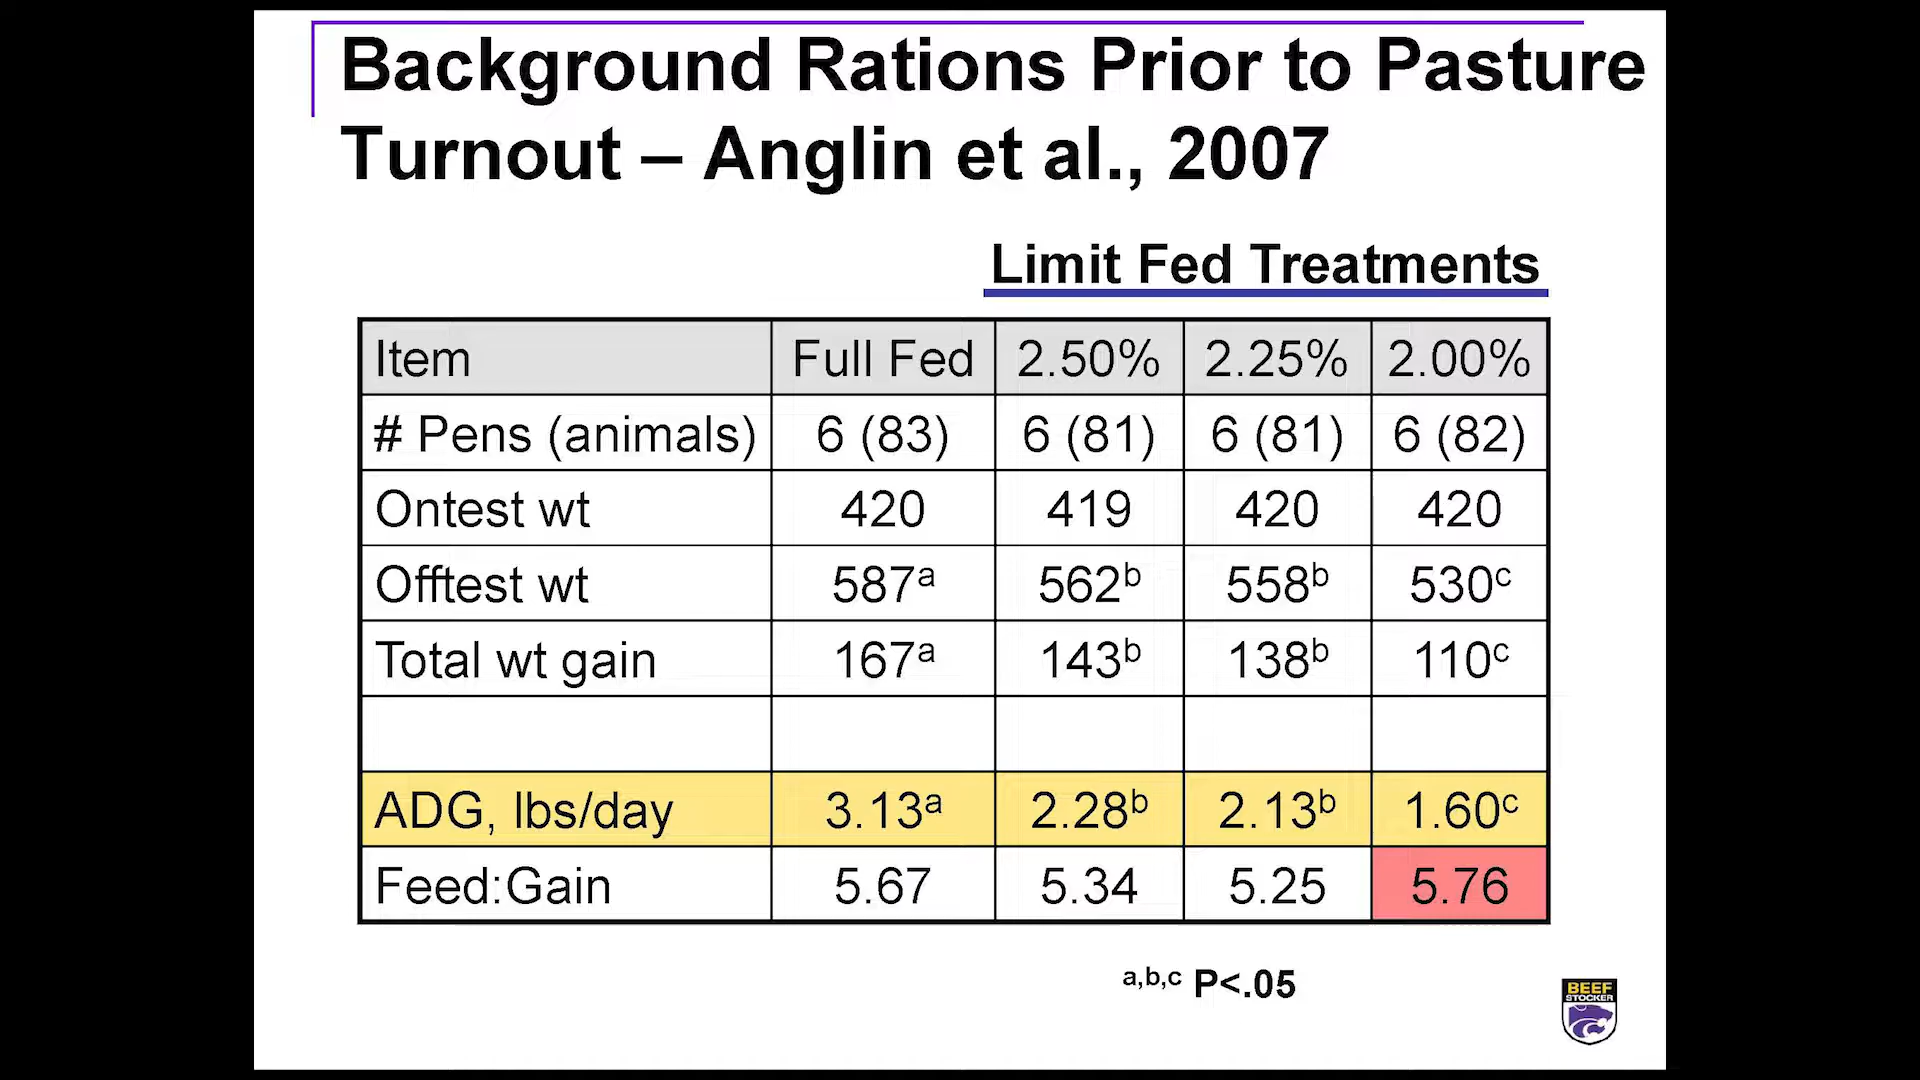 Background Rations Prior to Pasture
Turnout – Anglin et al., 2007
Limit Fed Treatments
Item Full Fed 2.50% 2.25% 2.00%
# Pens (animals) 6 (83) 6 (81) 6 (81) 6 (82)
Ontest wt 420 419 420 420
Offtest wt 587ᵃ 562ᵇ 558ᵇ 530ᶜ
Total wt gain 167ᵃ 143ᵇ 138ᵇ 110ᶜ
ADG, lbs/day 3.13ᵃ 2.28ᵇ 2.13ᵇ 1.60ᶜ
Feed:Gain 5.67 5.34 5.25 5.76
ᵃ,ᵇ,ᶜ P<.05
BEEF
STOCKER